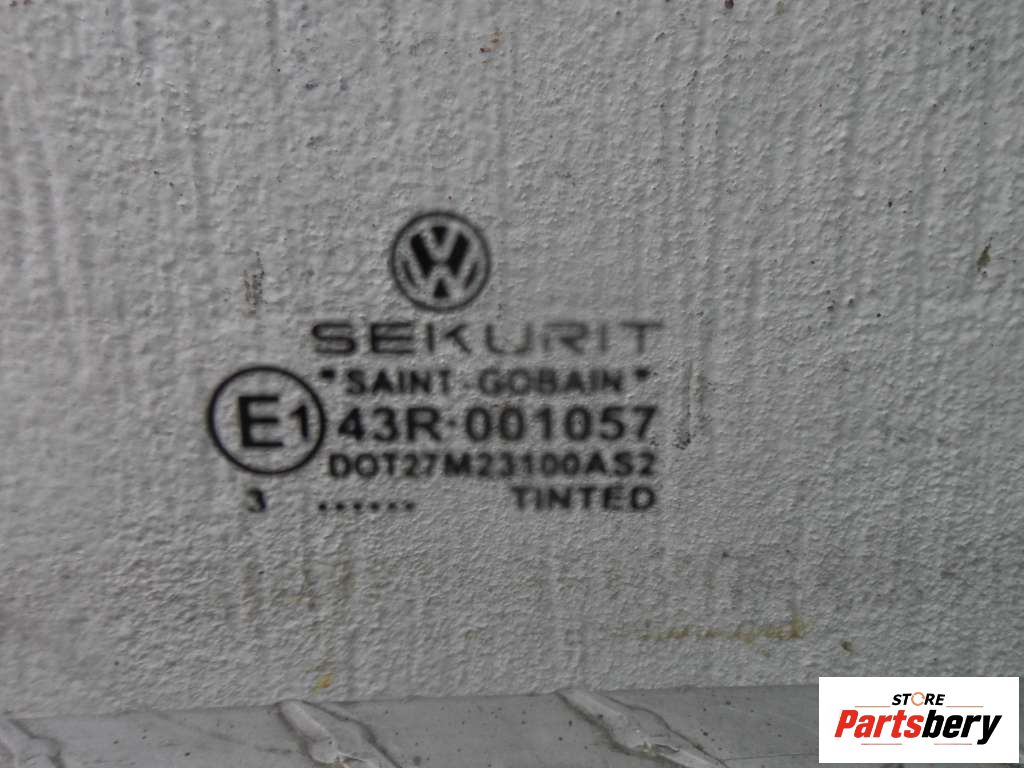 SEKURIT
"SAINT-GOBAIN"
E1 43R-001057
DOT27M23100AS2
3 ...... TINTED
STORE
Partsbery